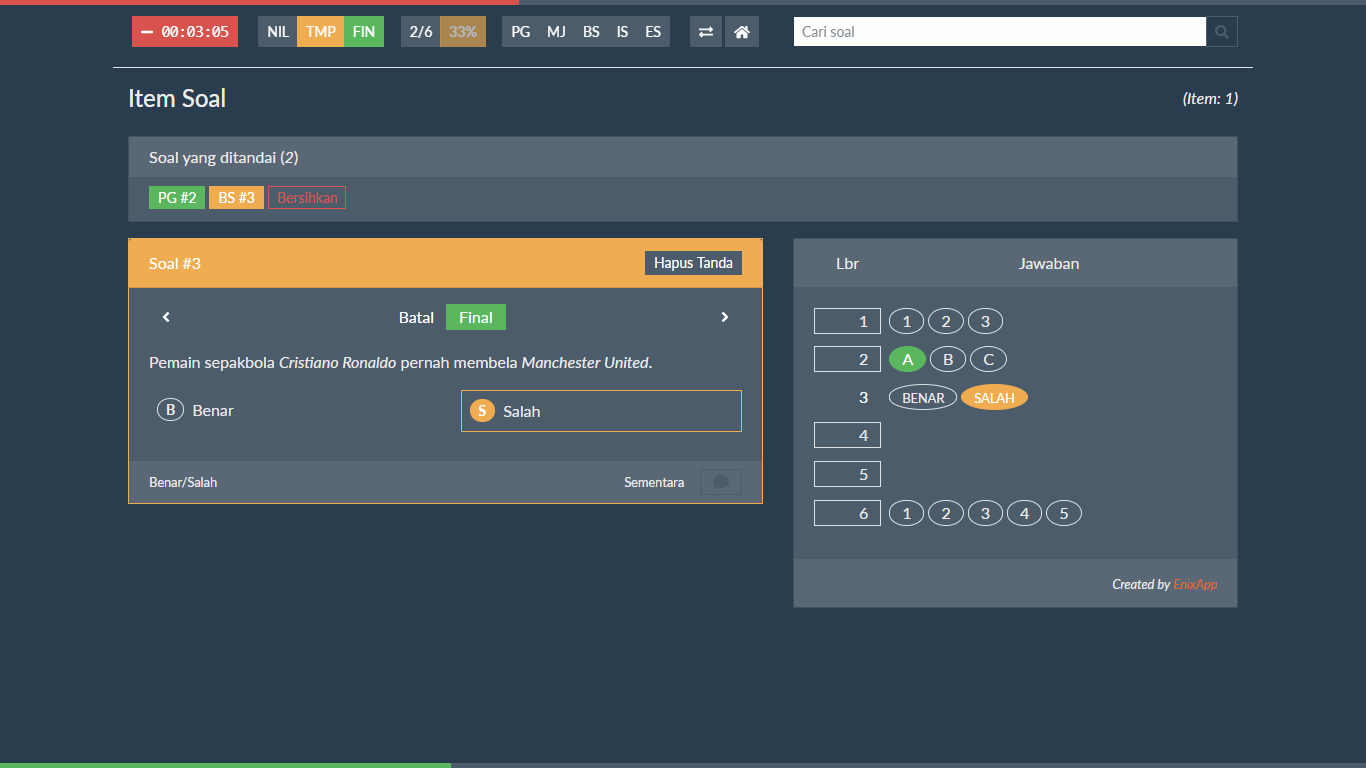 00:03:05 NIL TMP FIN 2/6 33% PG MJ BS IS ES Cari soal
Item Soal (Item: 1)
Soal yang ditandai (2)
PG #2 BS #3 Bersihkan
Soal #3 Hapus Tanda
Batal Final
Pemain sepakbola Cristiano Ronaldo pernah membela Manchester United.
B Benar S Salah
Benar/Salah Sementara
Lbr Jawaban
1 1 2 3
2 A B C
3 BENAR SALAH
4
5
6 1 2 3 4 5
Created by EnixApp